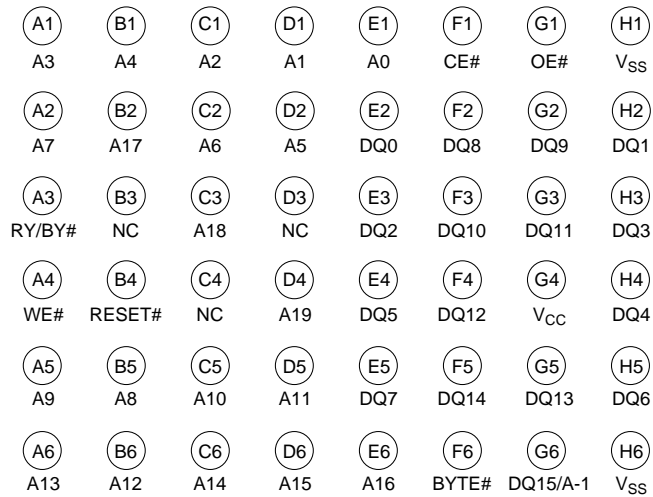 A1 B1 C1 D1 E1 F1 G1 H1
A3 A4 A2 A1 A0 CE# OE# VSS
A2 B2 C2 D2 E2 F2 G2 H2
A7 A17 A6 A5 DQ0 DQ8 DQ9 DQ1
A3 B3 C3 D3 E3 F3 G3 H3
RY/BY# NC A18 NC DQ2 DQ10 DQ11 DQ3
A4 B4 C4 D4 E4 F4 G4 H4
WE# RESET# NC A19 DQ5 DQ12 VCC DQ4
A5 B5 C5 D5 E5 F5 G5 H5
A9 A8 A10 A11 DQ7 DQ14 DQ13 DQ6
A6 B6 C6 D6 E6 F6 G6 H6
A13 A12 A14 A15 A16 BYTE# DQ15/A-1 VSS